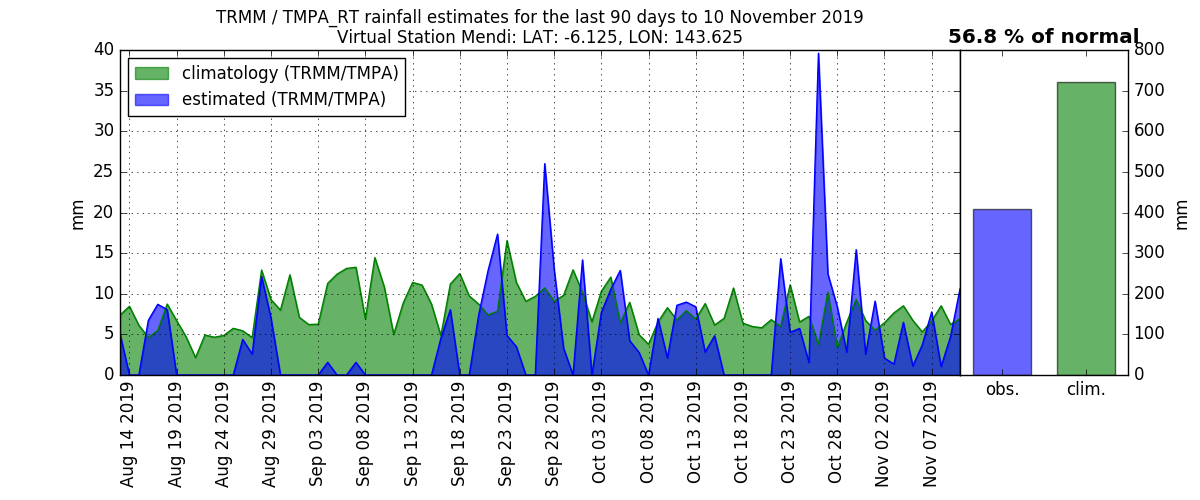 TRMM / TMPA_RT rainfall estimates for the last 90 days to 10 November 2019
Virtual Station Mendi: LAT: -6.125, LON: 143.625
56.8 % of normal
climatology (TRMM/TMPA)
estimated (TRMM/TMPA)
mm
40
35
30
25
20
15
10
5
0
Aug 14 2019
Aug 19 2019
Aug 24 2019
Aug 29 2019
Sep 03 2019
Sep 08 2019
Sep 13 2019
Sep 18 2019
Sep 23 2019
Sep 28 2019
Oct 03 2019
Oct 08 2019
Oct 13 2019
Oct 18 2019
Oct 23 2019
Oct 28 2019
Nov 02 2019
Nov 07 2019
obs.
clim.
800
700
600
500
400
300
200
100
0
mm